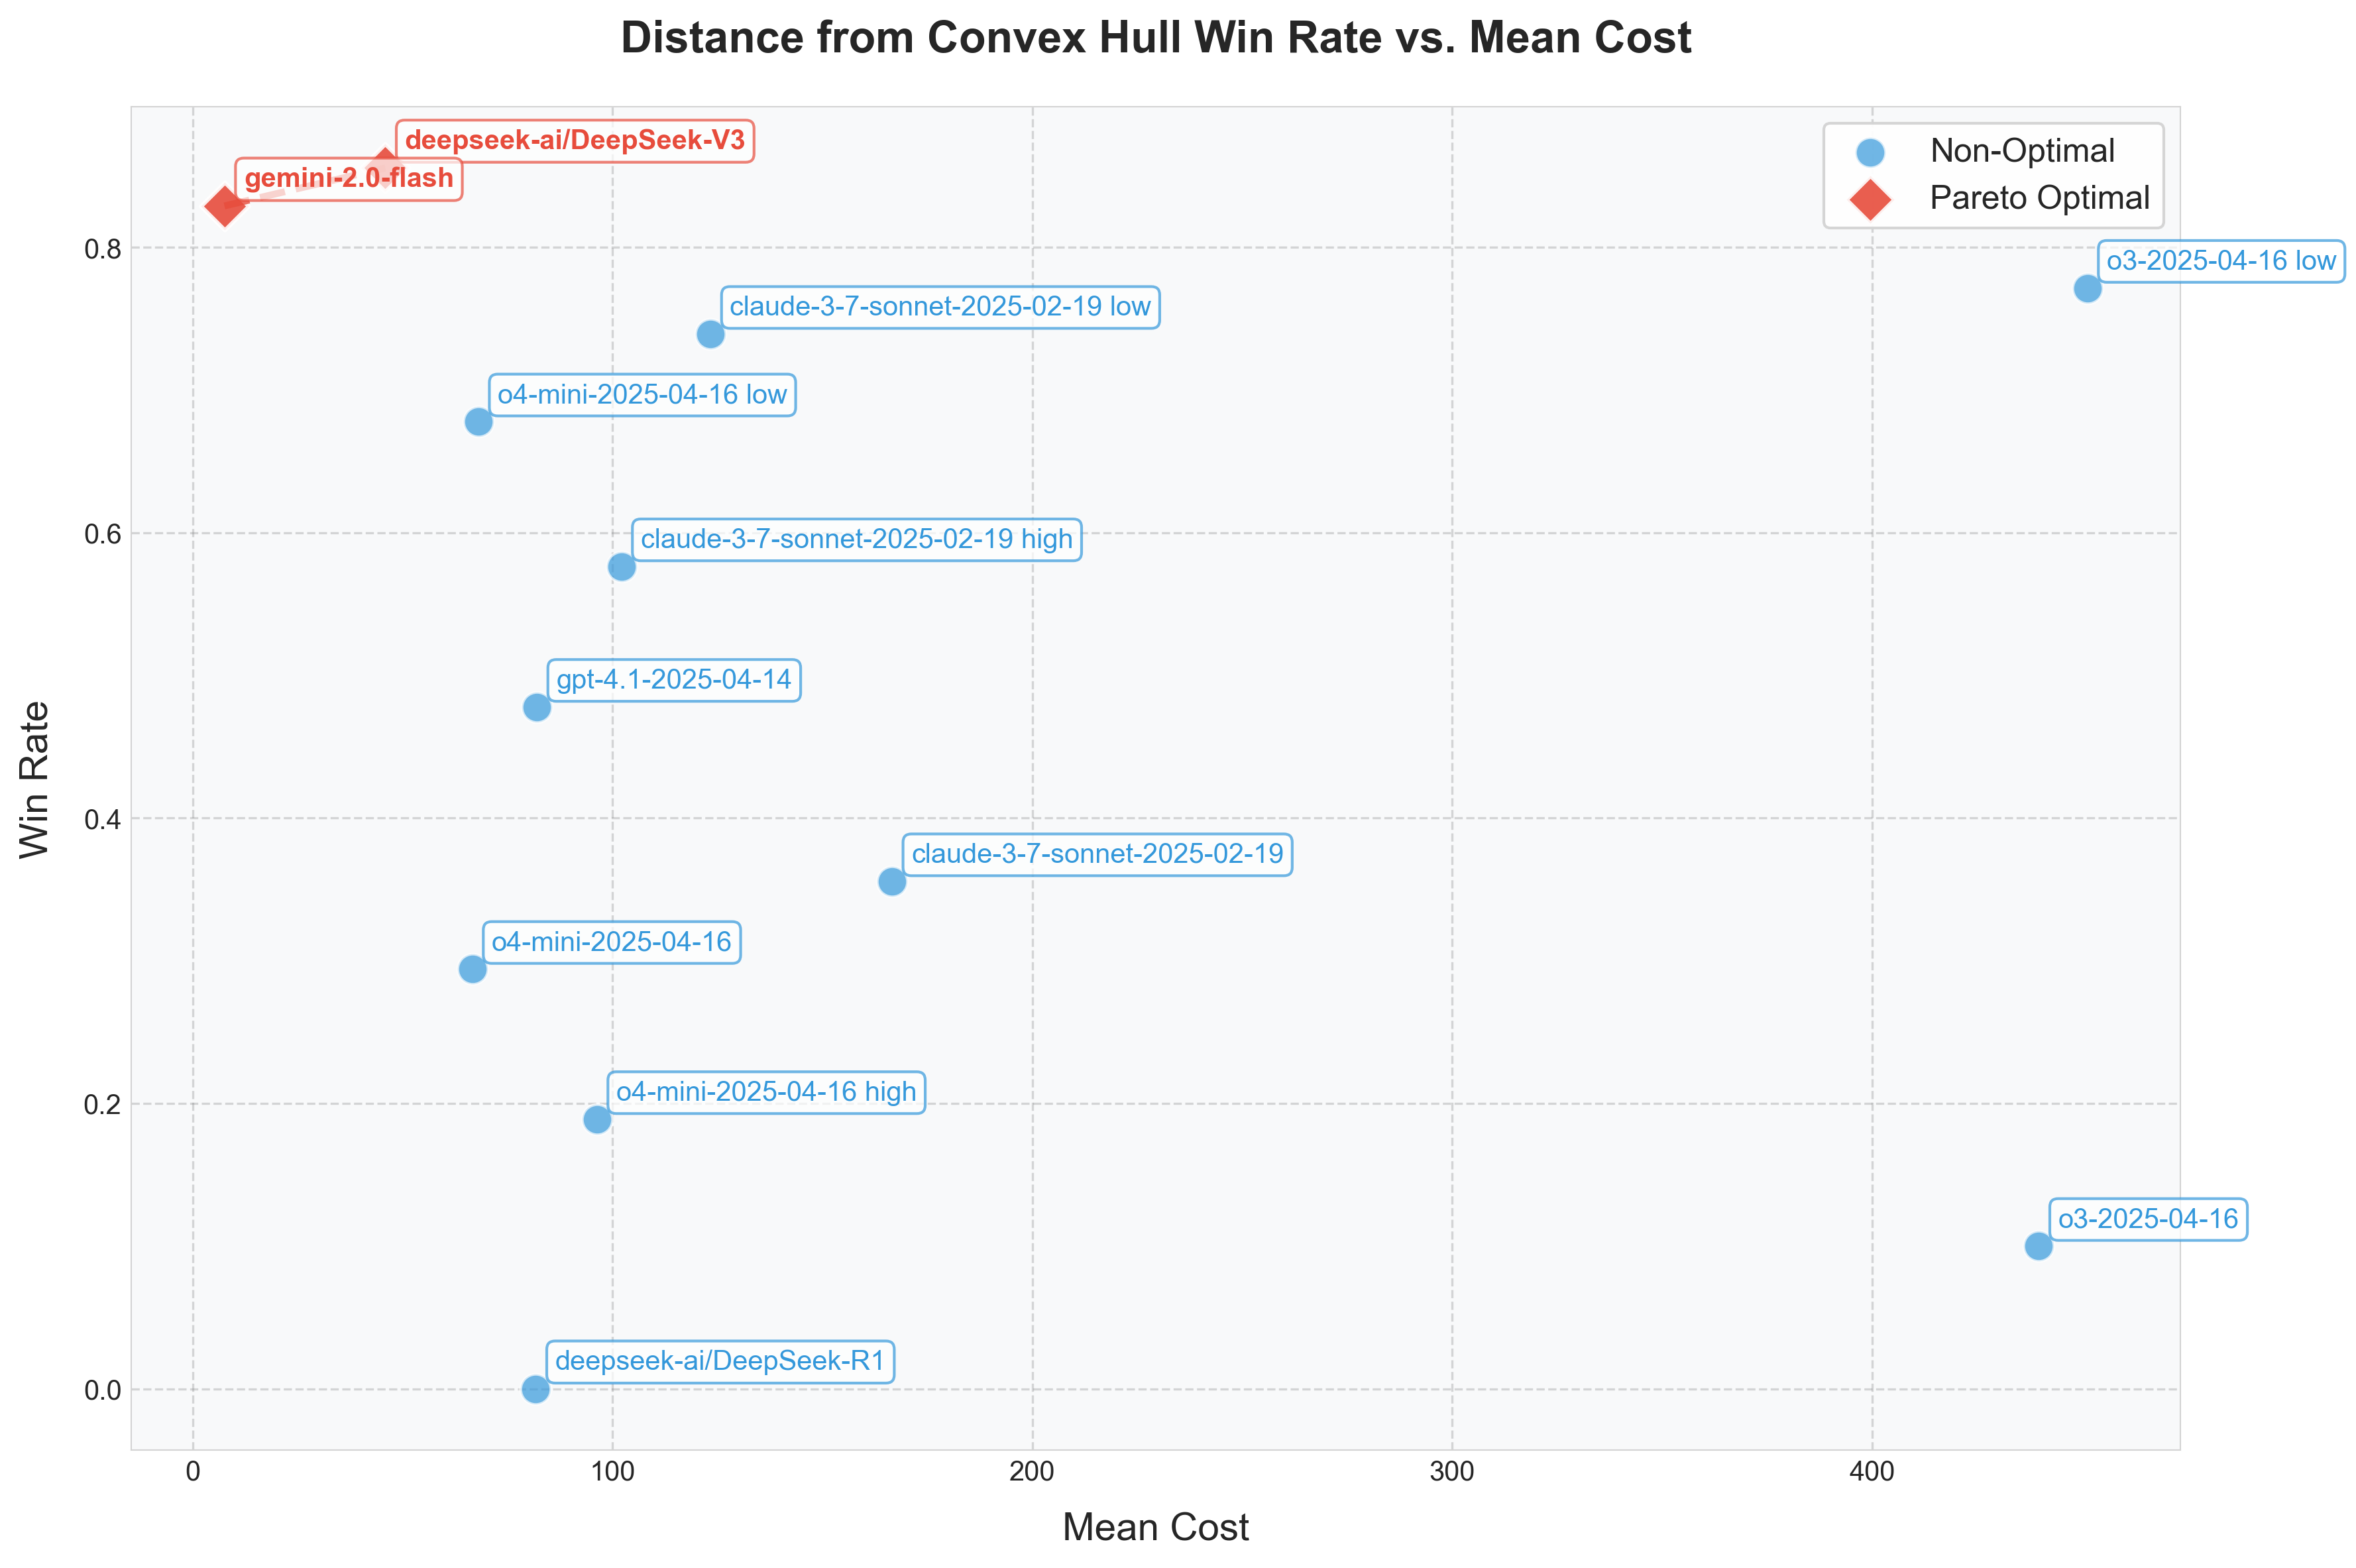 Distance from Convex Hull Win Rate vs. Mean Cost
deepseek-ai/DeepSeek-V3
gemini-2.0-flash
Non-Optimal
Pareto Optimal
o3-2025-04-16 low
claude-3-7-sonnet-2025-02-19 low
o4-mini-2025-04-16 low
claude-3-7-sonnet-2025-02-19 high
gpt-4.1-2025-04-14
claude-3-7-sonnet-2025-02-19
o4-mini-2025-04-16
o4-mini-2025-04-16 high
o3-2025-04-16
deepseek-ai/DeepSeek-R1
0.8
0.6
0.4
0.2
0.0
Win Rate
0
100
200
300
400
Mean Cost